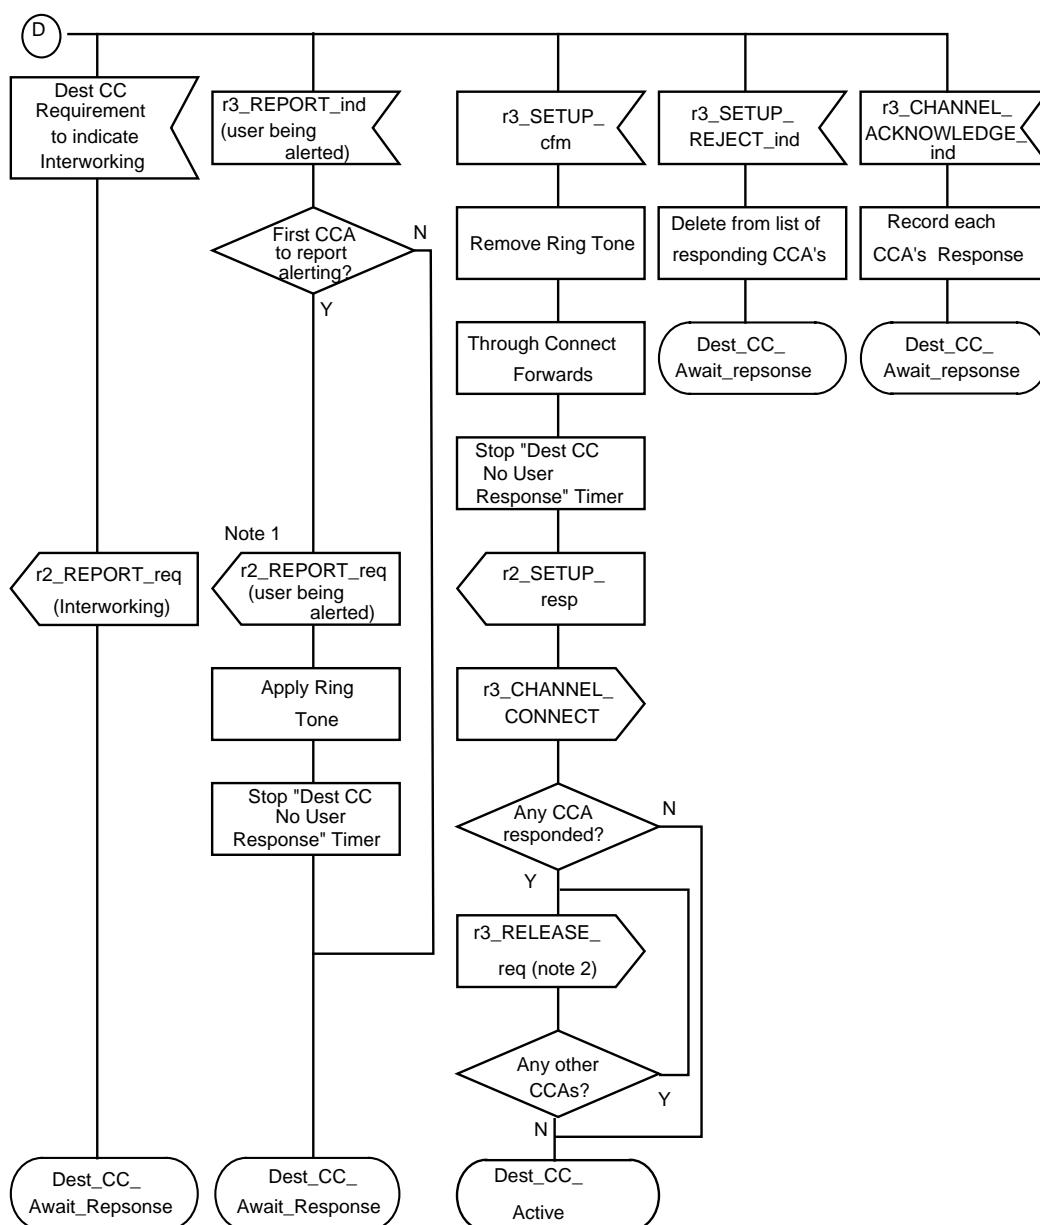 D
Dest CC
Requirement
to indicate
Interworking
r3_REPORT_ind
(user being
alerted)
r3_SETUP_
cfm
r3_SETUP_
REJECT_ind
r3_CHANNEL_
ACKNOWLEDGE_
ind
First CCA
to report
alerting?
N
Y
Remove Ring Tone
Delete from list of
responding CCA's
Record each
CCA's Response
Through Connect
Forwards
Dest_CC_
Await_repsonse
Dest_CC_
Await_repsonse
Stop "Dest CC
No User
Response" Timer
Note 1
r2_REPORT_req
(Interworking)
r2_REPORT_req
(user being
alerted)
r2_SETUP_
resp
Apply Ring
Tone
r3_CHANNEL_
CONNECT
Stop "Dest CC
No User
Response" Timer
Any CCA
responded?
N
Y
r3_RELEASE_
req (note 2)
Any other
CCAs?
Y
N
Dest_CC_
Await_Repsonse
Dest_CC_
Await_Response
Dest_CC_
Active